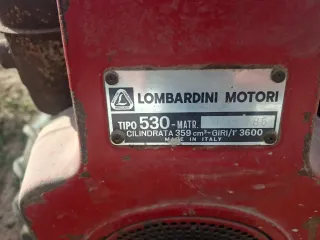 LOMBARDINI MOTORI
TIPO 530-MATR.
CILINDRATA 359 cm³-GIRI/1' 3600
MADE IN ITALY